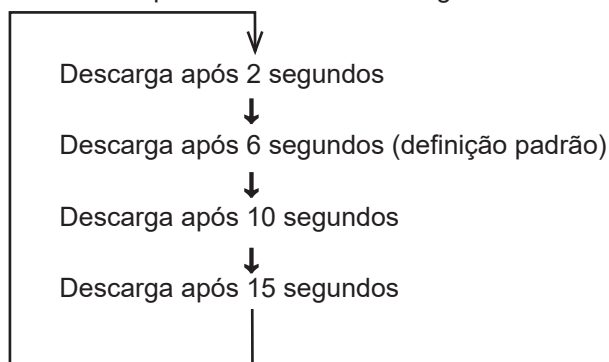 Descarga após 2 segundos
Descarga após 6 segundos (definição padrão)
Descarga após 10 segundos
Descarga após 15 segundos